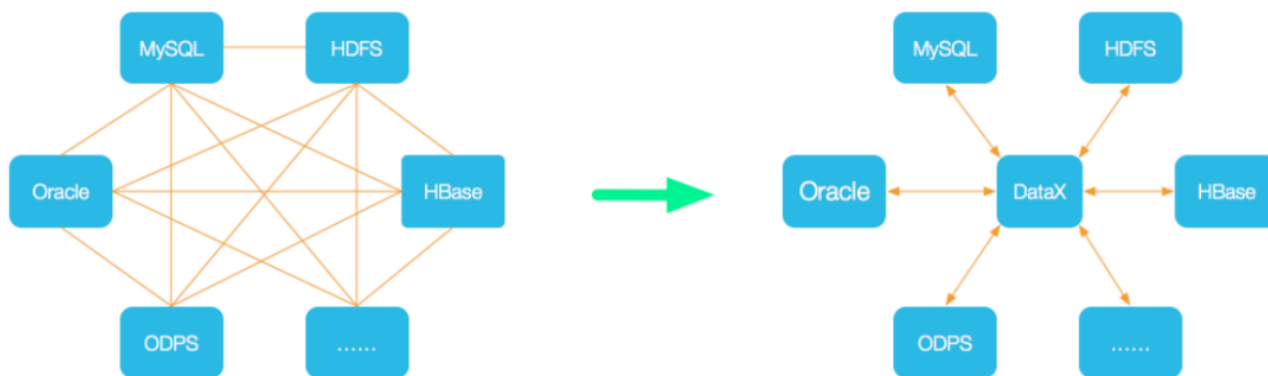 MySQL
HDFS
Oracle
HBase
ODPS
......
MySQL
HDFS
Oracle
DataX
HBase
ODPS
......